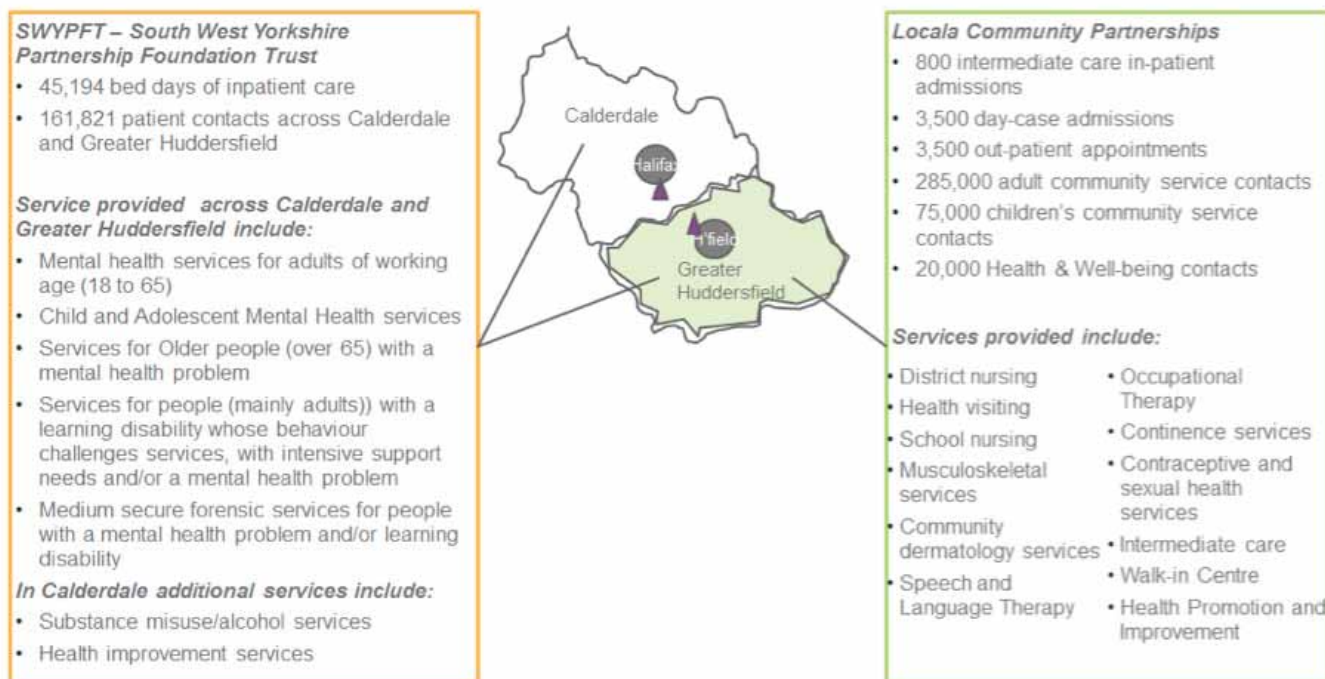 SWYPFT – South West Yorkshire
Partnership Foundation Trust
• 45,194 bed days of inpatient care
• 161,821 patient contacts across Calderdale
and Greater Huddersfield
Service provided across Calderdale and
Greater Huddersfield include:
• Mental health services for adults of working
age (18 to 65)
• Child and Adolescent Mental Health services
• Services for Older people (over 65) with a
mental health problem
• Services for people (mainly adults)) with a
learning disability whose behaviour
challenges services, with intensive support
needs and/or a mental health problem
• Medium secure forensic services for people
with a mental health problem and/or learning
disability
In Calderdale additional services include:
• Substance misuse/alcohol services
• Health improvement services
Calderdale
Halifax
H'field
Greater
Huddersfield
Locala Community Partnerships
• 800 intermediate care in-patient
admissions
• 3,500 day-case admissions
• 3,500 out-patient appointments
• 285,000 adult community service contacts
• 75,000 children's community service
contacts
• 20,000 Health & Well-being contacts
Services provided include:
• District nursing
• Health visiting
• School nursing
• Musculoskeletal
services
• Community
dermatology services
• Speech and
Language Therapy
• Occupational
Therapy
• Continence services
• Contraceptive and
sexual health
services
• Intermediate care
• Walk-in Centre
• Health Promotion and
Improvement